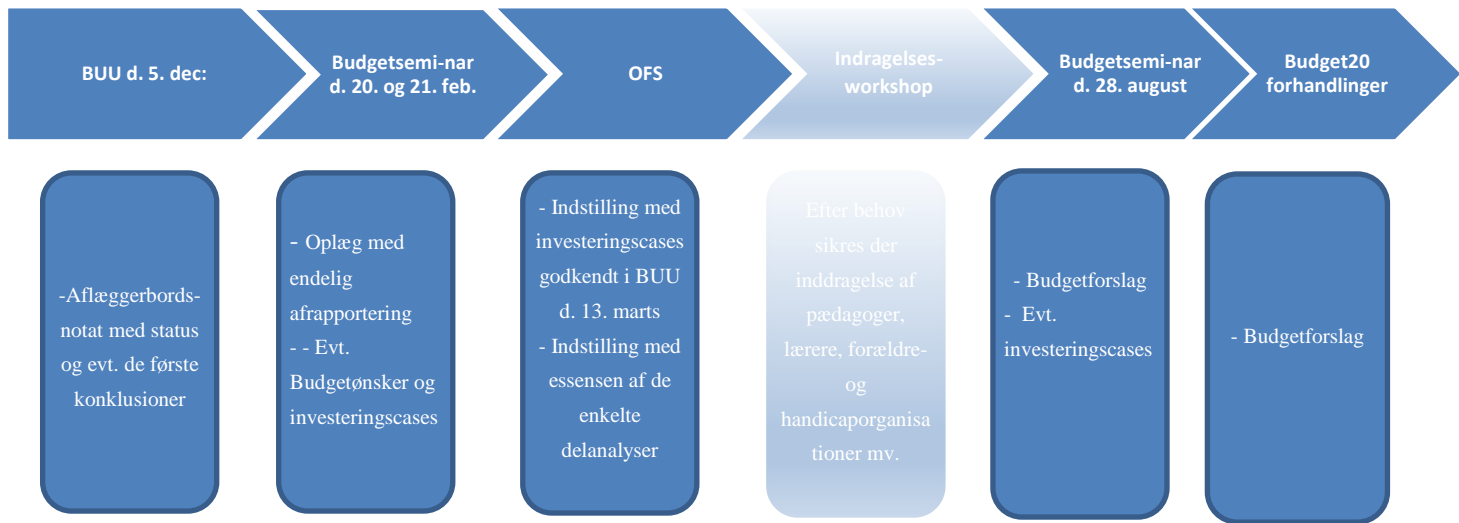 BUU d. 5. dec:
Budgetsemi-nar
d. 20. og 21. feb.
OFS
Indragelses-
workshop
Budgetsemi-nar
d. 28. august
Budget20
forhandlinger
-Aflæggerbords-
notat med status
og evt. de første
konklusioner
- Oplæg med
endelig
afrapportering
- - Evt.
Budgetønsker og
investeringscases
- Indstilling med
investeringscases
godkendt i BUU
d. 13. marts
- Indstilling med
essensen af de
enkelte
delanalyser
Efter behov
sikres der
inddragelse af
pædagoger,
lærere, forældre-
og
handicaporganisa
tioner mv.
- Budgetforslag
- Evt.
investeringscases
- Budgetforslag